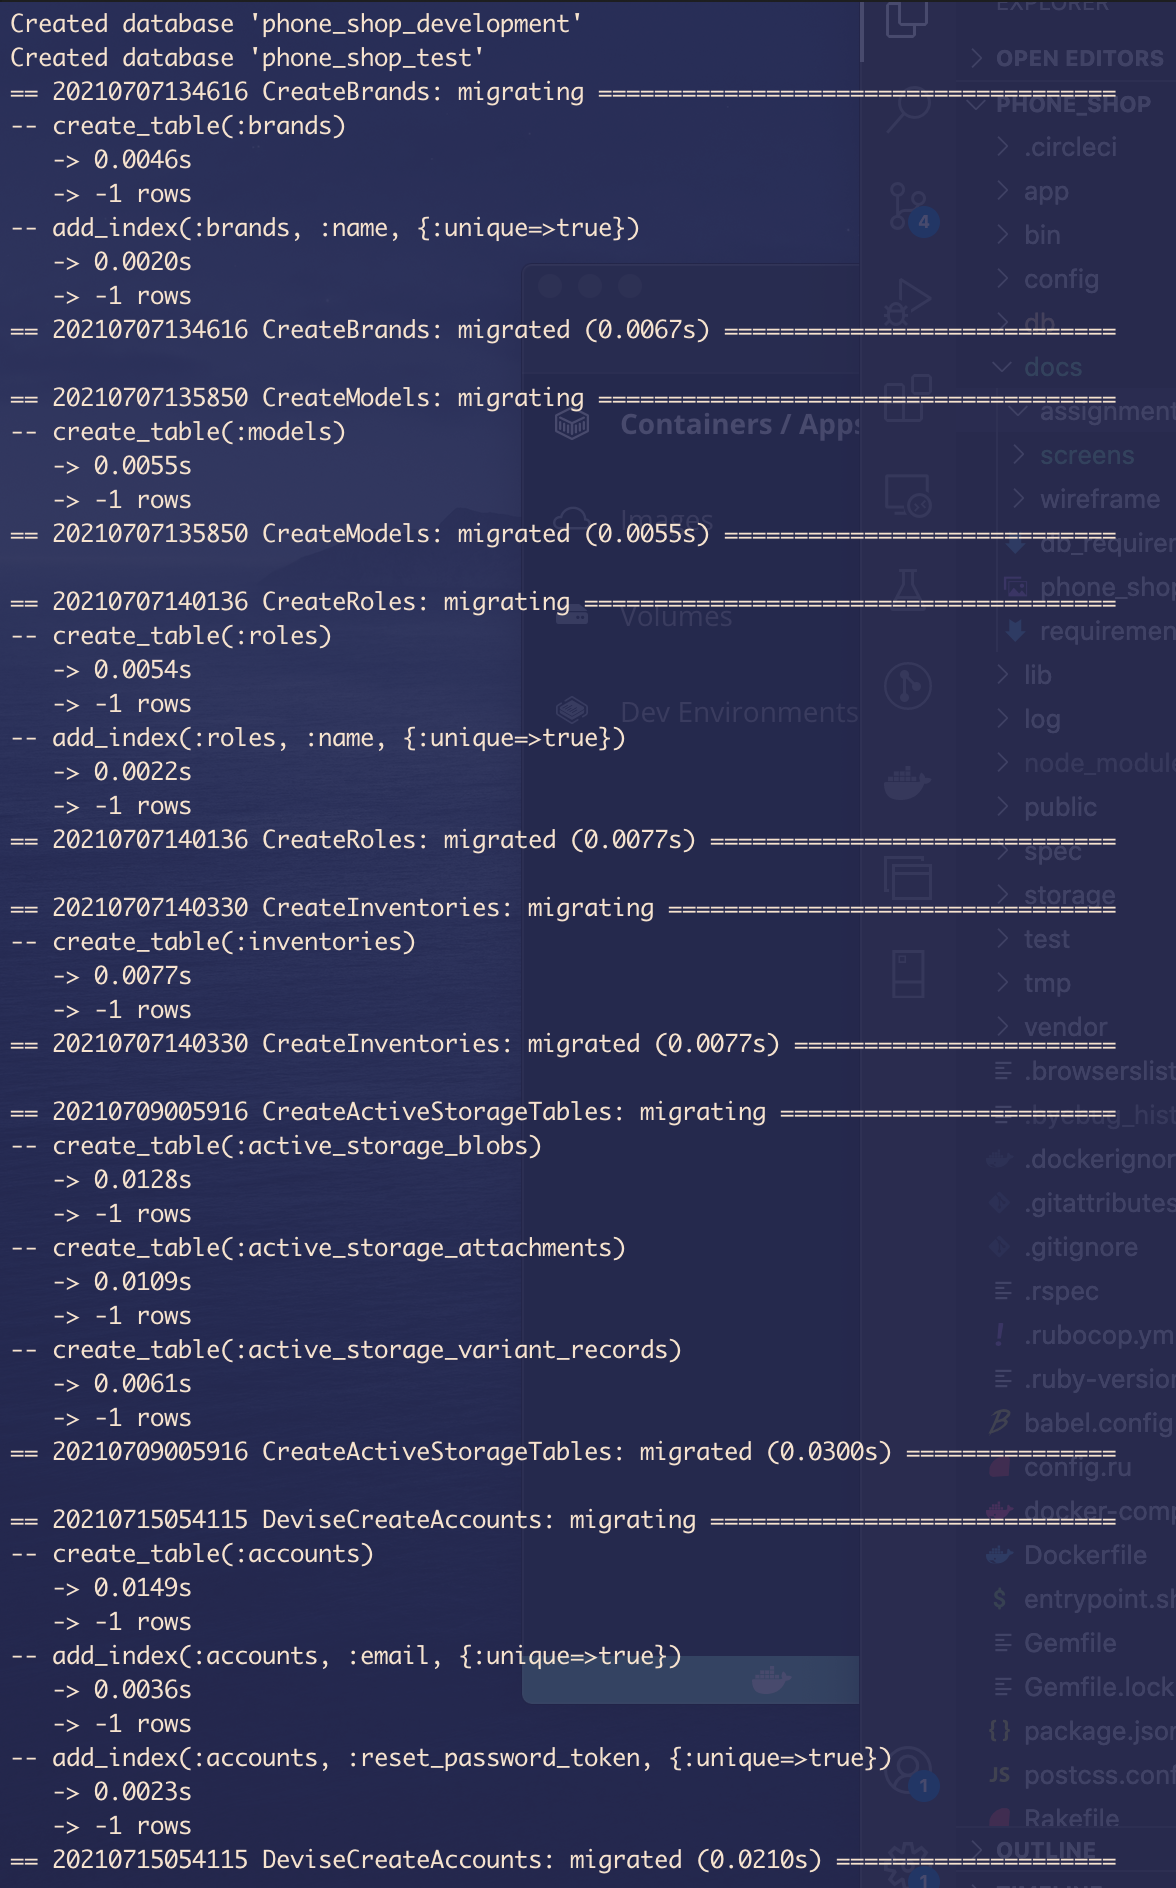 Created database 'phone_shop_development'
Created database 'phone_shop_test'
== 20210707134616 CreateBrands: migrating =====================================
-- create_table(:brands)
   -> 0.0046s
   -> -1 rows
-- add_index(:brands, :name, {:unique=>true})
   -> 0.0020s
   -> -1 rows
== 20210707134616 CreateBrands: migrated (0.0067s) ============================

== 20210707135850 CreateModels: migrating =====================================
-- create_table(:models)
   -> 0.0055s
   -> -1 rows
== 20210707135850 CreateModels: migrated (0.0055s) ============================

== 20210707140136 CreateRoles: migrating ======================================
-- create_table(:roles)
   -> 0.0054s
   -> -1 rows
-- add_index(:roles, :name, {:unique=>true})
   -> 0.0022s
   -> -1 rows
== 20210707140136 CreateRoles: migrated (0.0077s) =============================

== 20210707140330 CreateInventories: migrating ================================
-- create_table(:inventories)
   -> 0.0077s
   -> -1 rows
== 20210707140330 CreateInventories: migrated (0.0077s) =======================

== 20210709005916 CreateActiveStorageTables: migrating ========================
-- create_table(:active_storage_blobs)
   -> 0.0128s
   -> -1 rows
-- create_table(:active_storage_attachments)
   -> 0.0109s
   -> -1 rows
-- create_table(:active_storage_variant_records)
   -> 0.0061s
   -> -1 rows
== 20210709005916 CreateActiveStorageTables: migrated (0.0300s) ===============

== 20210715054115 DeviseCreateAccounts: migrating =============================
-- create_table(:accounts)
   -> 0.0149s
   -> -1 rows
-- add_index(:accounts, :email, {:unique=>true})
   -> 0.0036s
   -> -1 rows
-- add_index(:accounts, :reset_password_token, {:unique=>true})
   -> 0.0023s
   -> -1 rows
== 20210715054115 DeviseCreateAccounts: migrated (0.0210s) ====================
Containers / Apps
Images
Volumes
Dev Environments
4
1
1
EXPLORER
OPEN EDITORS
PHONE_SHOP
.circleci
app
bin
config
db
docs
assignment
screens
wireframe
db_requirem
phone_shop
requiremen
lib
log
node_module
public
spec
storage
test
tmp
vendor
.browserslist
.byebug_hist
.dockerignor
.gitattributes
.gitignore
.rspec
.rubocop.ym
.ruby-version
babel.config
config.ru
docker-comp
Dockerfile
entrypoint.sh
Gemfile
Gemfile.lock
package.json
JS postcss.conf
Rakefile
OUTLINE